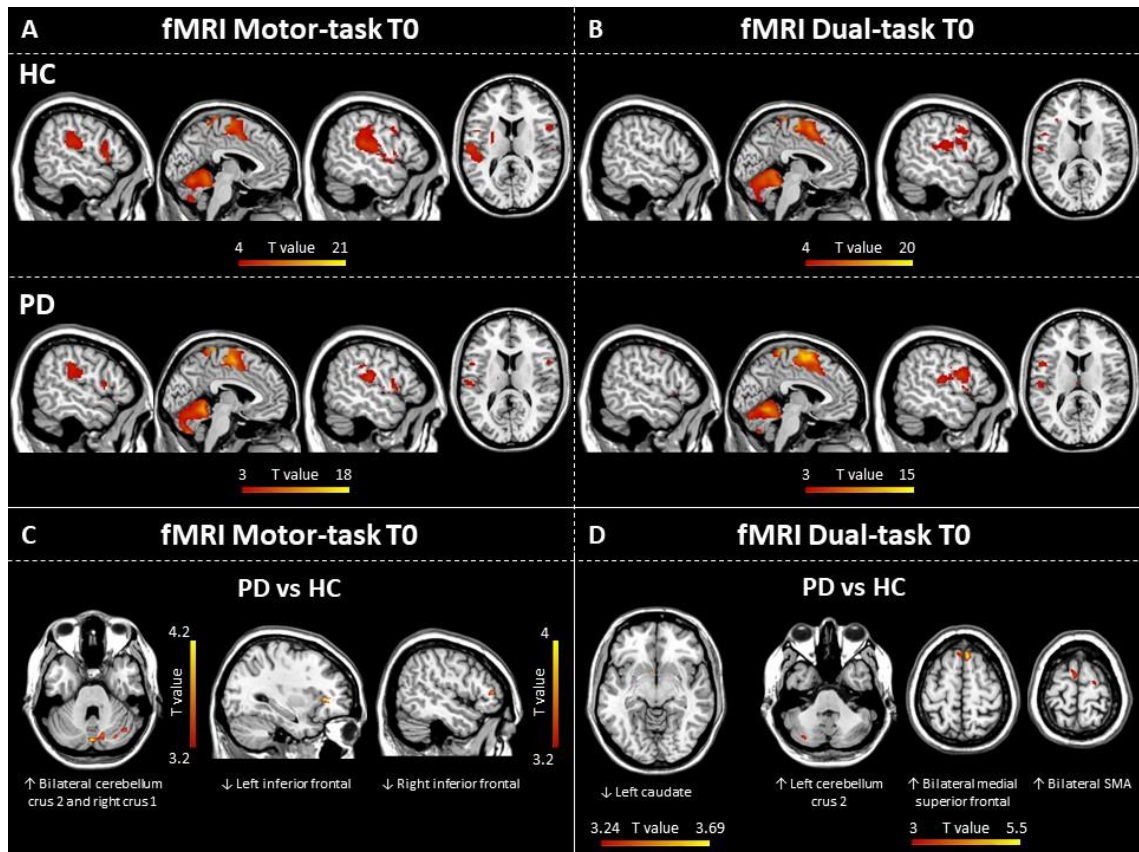 A fMRI Motor-task T0
B fMRI Dual-task T0
HC
4 T value 21
4 T value 20
PD
3 T value 18
3 T value 15
C fMRI Motor-task T0
D fMRI Dual-task T0
PD vs HC
4.2
T value
3.2
4
T value
3.2
↑ Bilateral cerebellum
crus 2 and right crus 1
↓ Left inferior frontal
↓ Right inferior frontal
PD vs HC
↓ Left caudate
↑ Left cerebellum
crus 2
↑ Bilateral medial
superior frontal
↑ Bilateral SMA
3.24 T value 3.69
3 T value 5.5